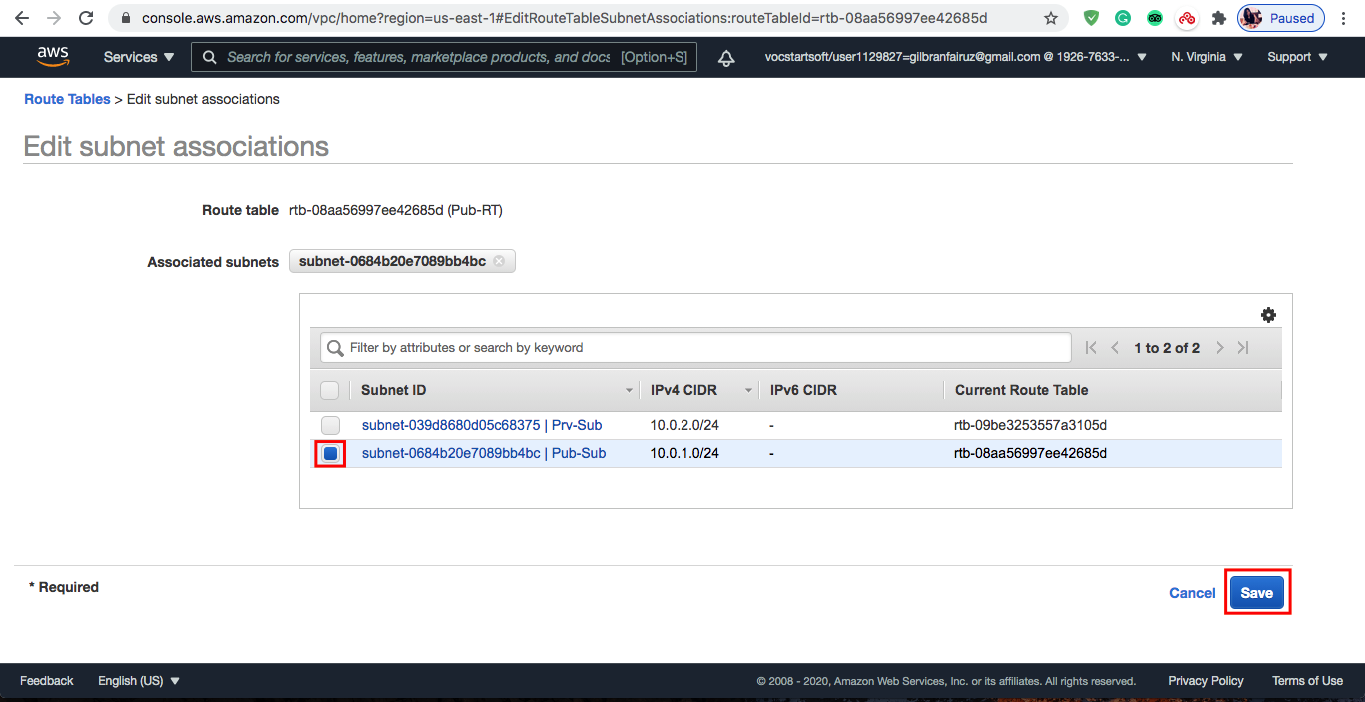 console.aws.amazon.com/vpc/home?region=us-east-1#EditRouteTableSubnetAssociations:routeTableId=rtb-08aa56997ee42685d
Paused
aws
Services
Search for services, features, marketplace products, and docs [Option+S]
vocstartsoft/user1129827=gilbranfairuz@gmail.com @ 1926-7633-...
N. Virginia
Support
Route Tables > Edit subnet associations
Edit subnet associations
Route table rtb-08aa56997ee42685d (Pub-RT)
Associated subnets subnet-0684b20e7089bb4bc
Filter by attributes or search by keyword
1 to 2 of 2
Subnet ID IPv4 CIDR IPv6 CIDR Current Route Table
subnet-039d8680d05c68375 | Prv-Sub 10.0.2.0/24 - rtb-09be3253557a3105d
subnet-0684b20e7089bb4bc | Pub-Sub 10.0.1.0/24 - rtb-08aa56997ee42685d
* Required
Cancel Save
Feedback English (US) © 2008 - 2020, Amazon Web Services, Inc. or its affiliates. All rights reserved. Privacy Policy Terms of Use